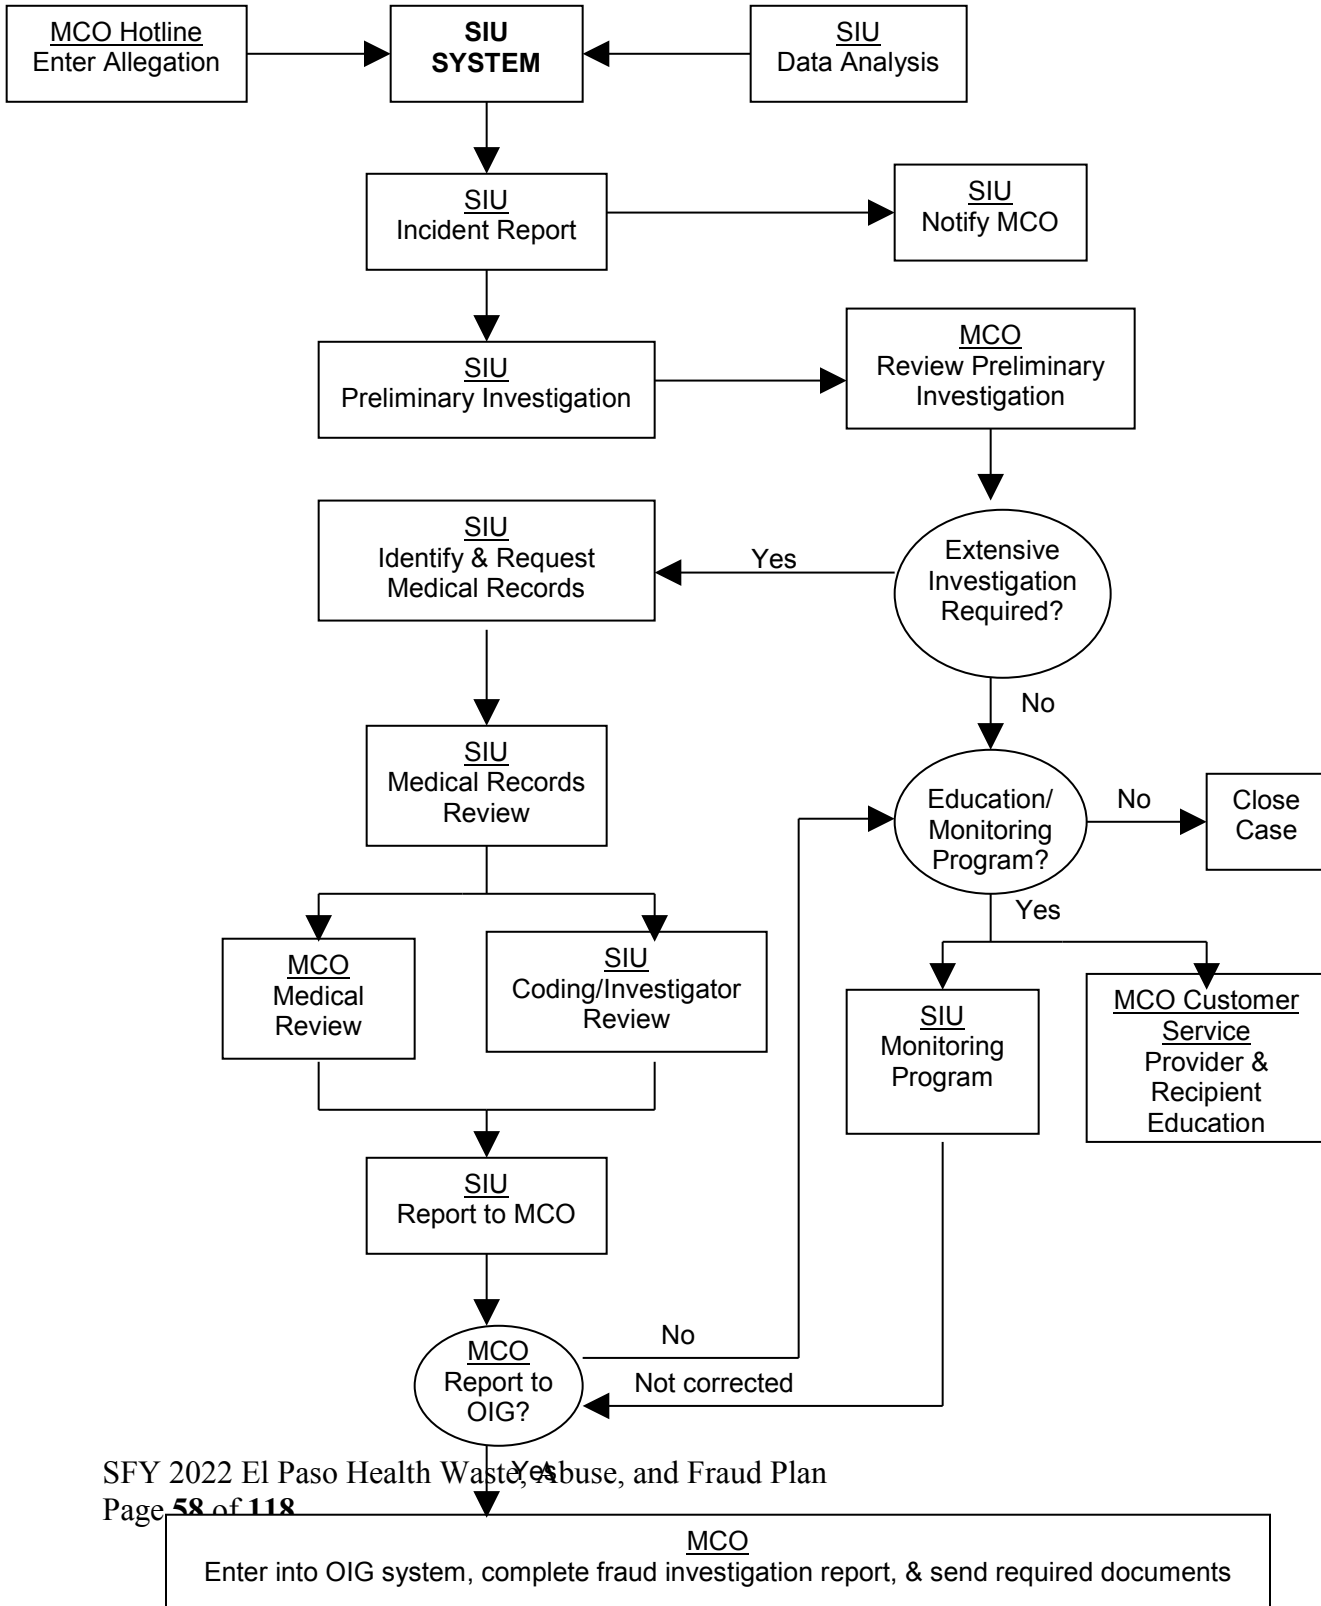 MCO Hotline
Enter Allegation
SIU
SYSTEM
SIU
Data Analysis
SIU
Incident Report
SIU
Notify MCO
SIU
Preliminary Investigation
MCO
Review Preliminary
Investigation
SIU
Identify & Request
Medical Records
Yes
Extensive
Investigation
Required?
No
SIU
Medical Records
Review
Education/
Monitoring
Program?
No
Close
Case
Yes
MCO
Medical
Review
SIU
Coding/Investigator
Review
SIU
Monitoring
Program
MCO Customer
Service
Provider &
Recipient
Education
SIU
Report to MCO
MCO
Report to
OIG?
No
Not corrected
Yes
SFY 2022 El Paso Health Waste, Abuse, and Fraud Plan
Page 58 of 118
MCO
Enter into OIG system, complete fraud investigation report, & send required documents